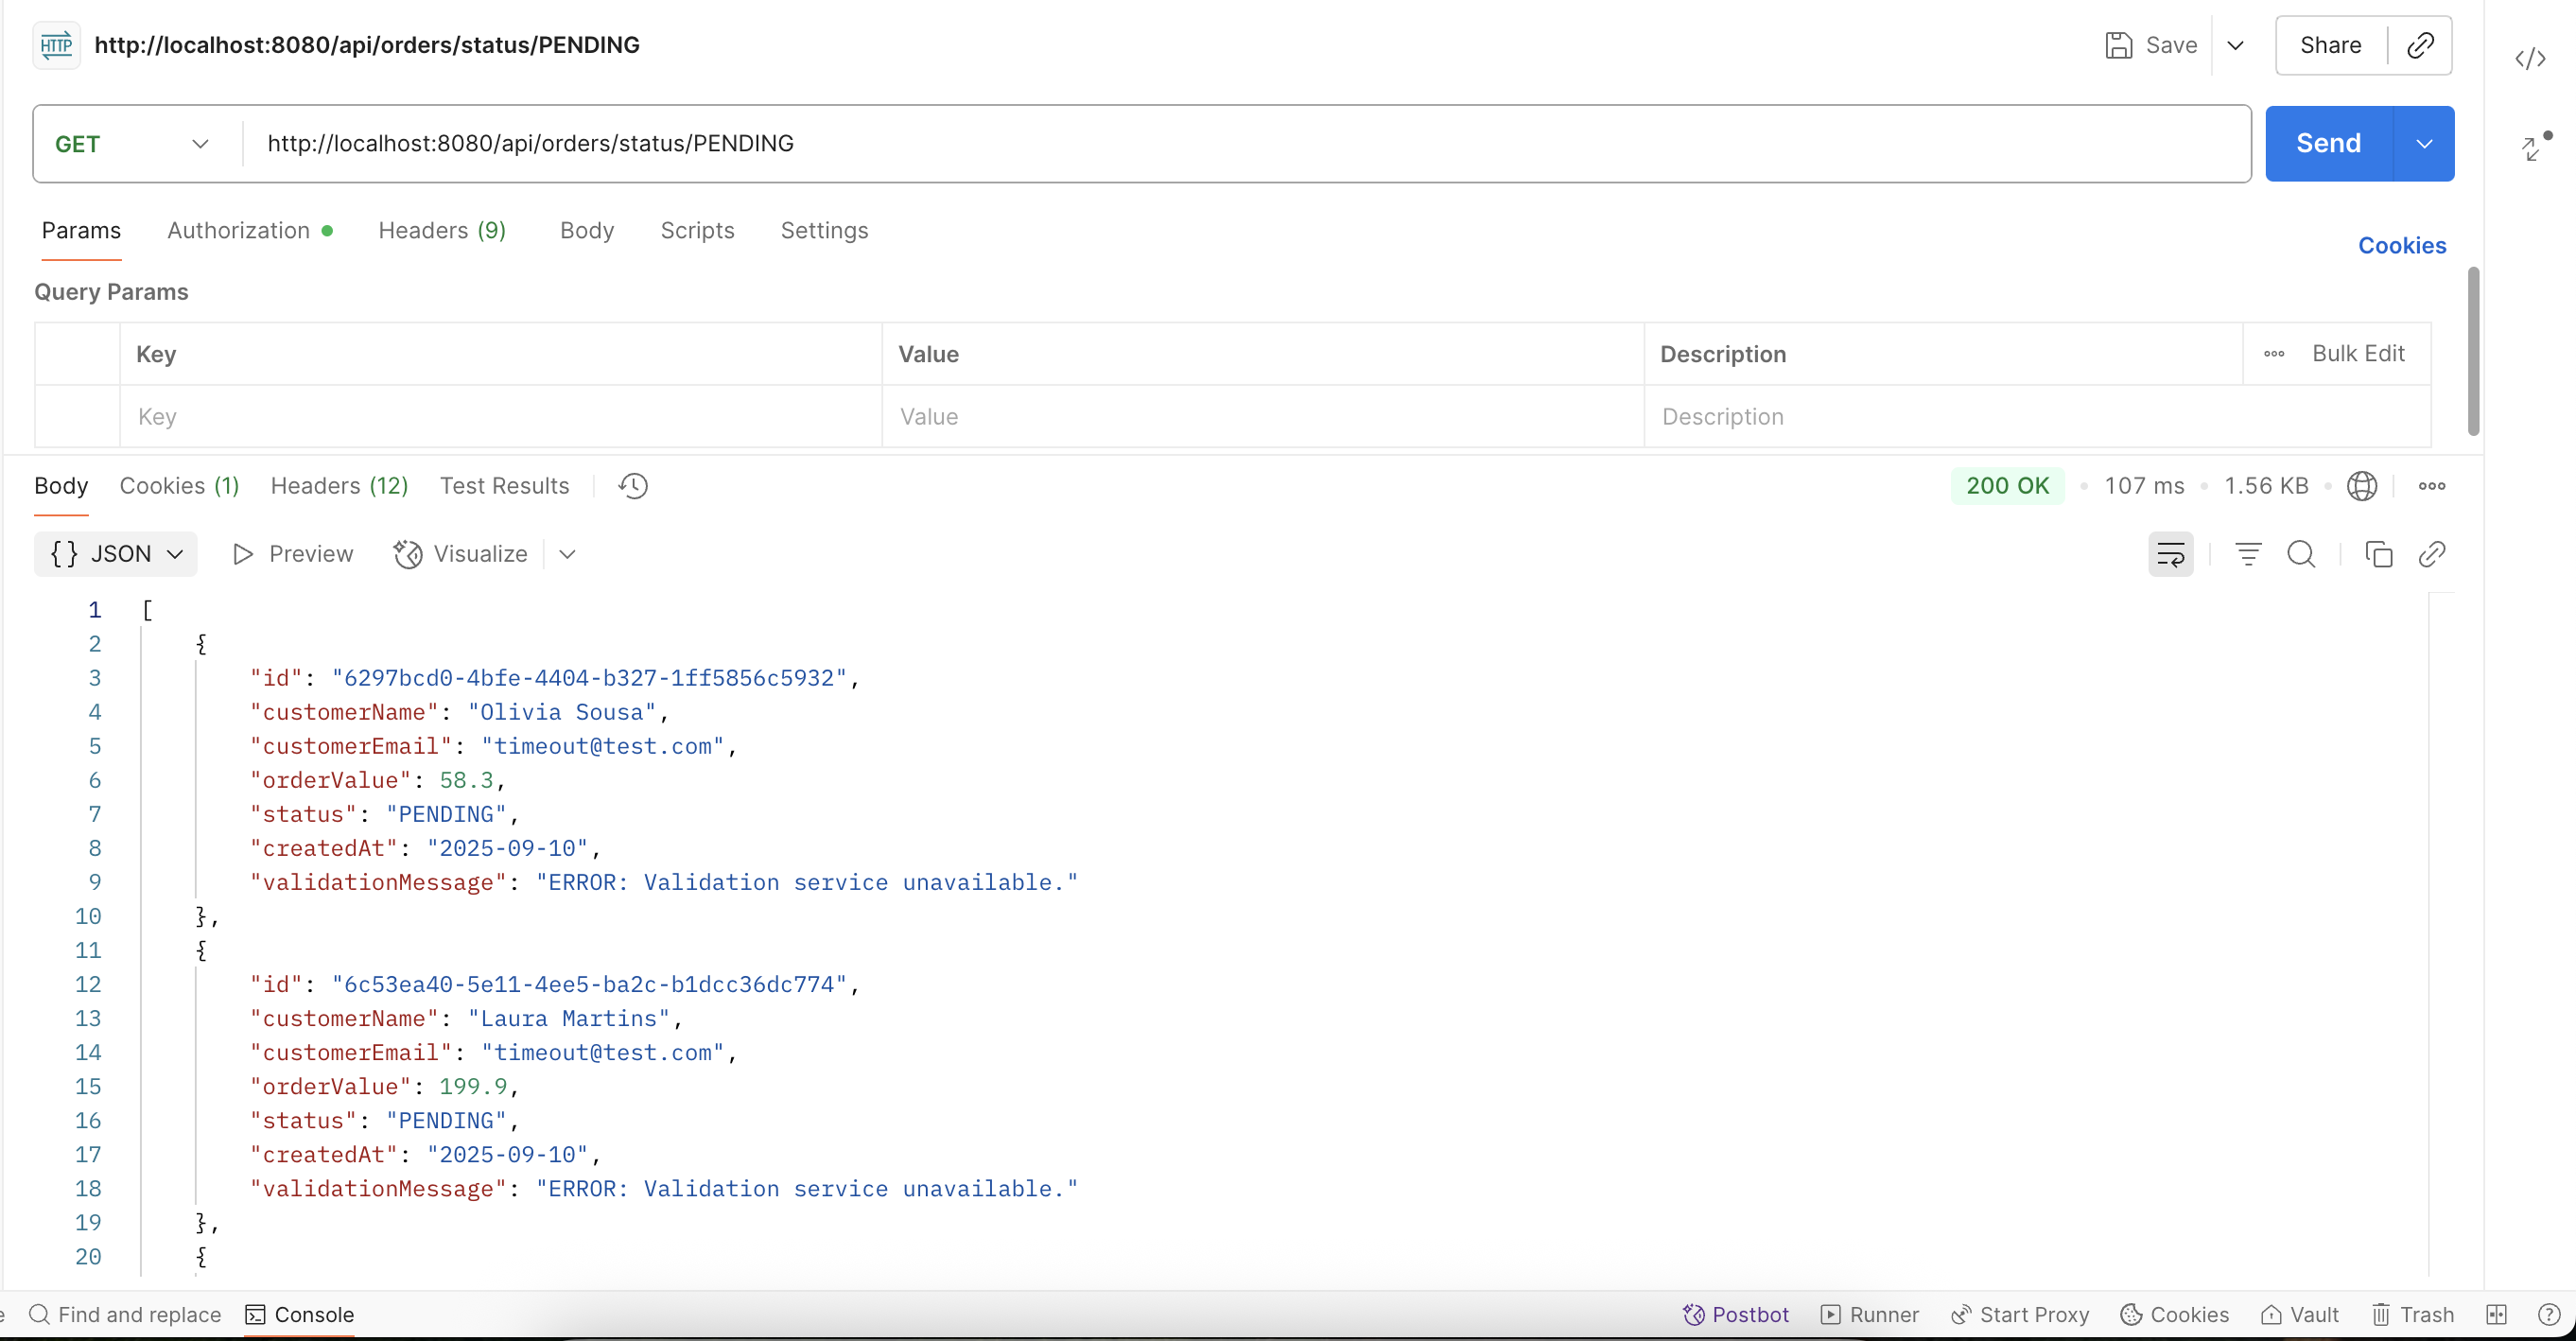 HTTP http://localhost:8080/api/orders/status/PENDING Save Share
GET http://localhost:8080/api/orders/status/PENDING Send
Params Authorization Headers (9) Body Scripts Settings Cookies
Query Params
Key Value Description Bulk Edit
Key Value Description
Body Cookies (1) Headers (12) Test Results 200 OK 107 ms 1.56 KB
{} JSON Preview Visualize
1 [
2 {
3 "id": "6297bcd0-4bfe-4404-b327-1ff5856c5932",
4 "customerName": "Olivia Sousa",
5 "customerEmail": "timeout@test.com",
6 "orderValue": 58.3,
7 "status": "PENDING",
8 "createdAt": "2025-09-10",
9 "validationMessage": "ERROR: Validation service unavailable."
10 },
11 {
12 "id": "6c53ea40-5e11-4ee5-ba2c-b1dcc36dc774",
13 "customerName": "Laura Martins",
14 "customerEmail": "timeout@test.com",
15 "orderValue": 199.9,
16 "status": "PENDING",
17 "createdAt": "2025-09-10",
18 "validationMessage": "ERROR: Validation service unavailable."
19 },
20 {
Find and replace Console Postbot Runner Start Proxy Cookies Vault Trash